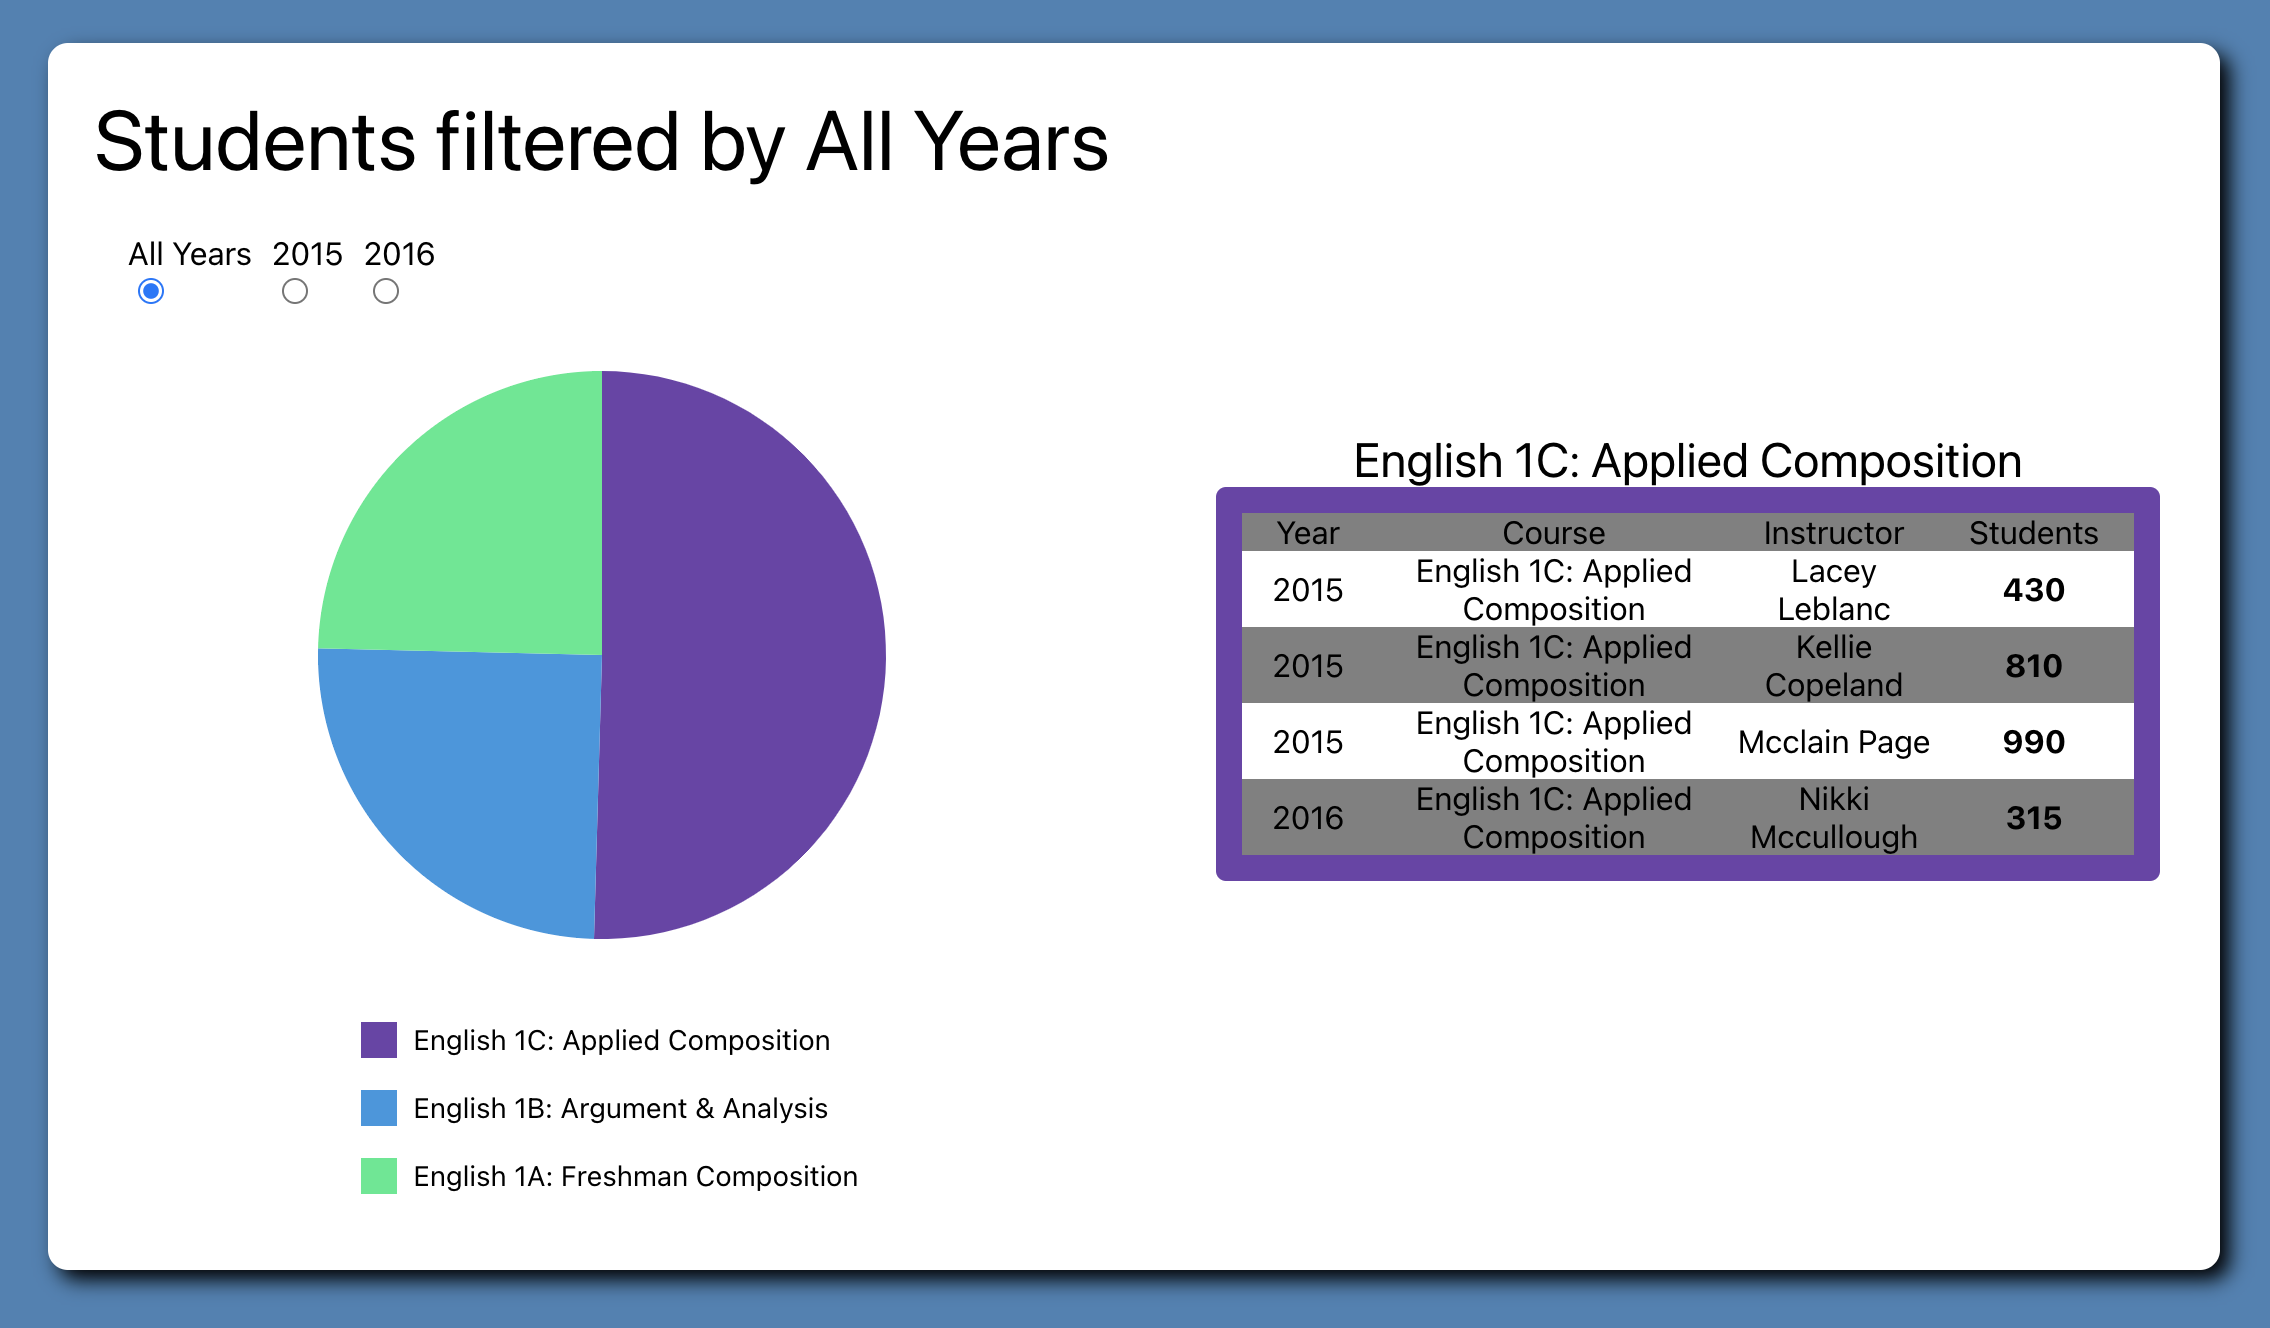 Students filtered by All Years
All Years 2015 2016
English 1C: Applied Composition
English 1B: Argument & Analysis
English 1A: Freshman Composition
English 1C: Applied Composition
Year Course Instructor Students
2015 English 1C: Applied Composition Lacey Leblanc 430
2015 English 1C: Applied Composition Kellie Copeland 810
2015 English 1C: Applied Composition Mcclain Page 990
2016 English 1C: Applied Composition Nikki Mccullough 315